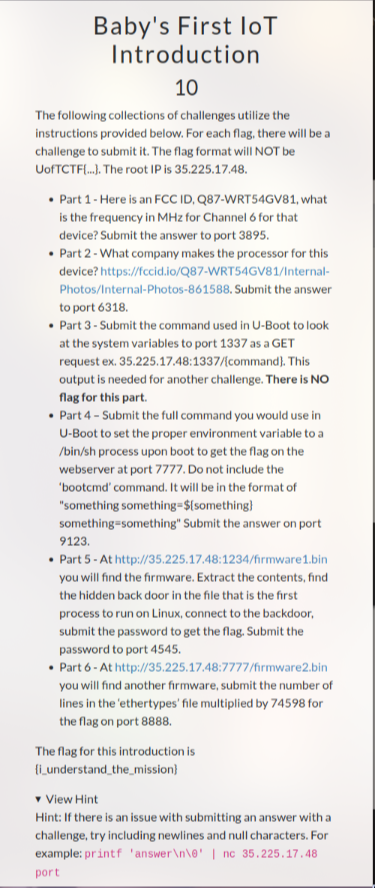 Baby's First IoT
Introduction
10
The following collections of challenges utilize the
instructions provided below. For each flag, there will be a
challenge to submit it. The flag format will NOT be
UofTCTF{...}. The root IP is 35.225.17.48.
• Part 1 - Here is an FCC ID, Q87-WRT54GV81, what
is the frequency in MHz for Channel 6 for that
device? Submit the answer to port 3895.
• Part 2 - What company makes the processor for this
device? https://fccid.io/Q87-WRT54GV81/Internal-
Photos/Internal-Photos-861588. Submit the answer
to port 6318.
• Part 3 - Submit the command used in U-Boot to look
at the system variables to port 1337 as a GET
request ex. 35.225.17.48:1337/{command}. This
output is needed for another challenge. There is NO
flag for this part.
• Part 4 – Submit the full command you would use in
U-Boot to set the proper environment variable to a
/bin/sh process upon boot to get the flag on the
webserver at port 7777. Do not include the
'bootcmd' command. It will be in the format of
"something something=${something}
something=something" Submit the answer on port
9123.
• Part 5 - At http://35.225.17.48:1234/firmware1.bin
you will find the firmware. Extract the contents, find
the hidden back door in the file that is the first
process to run on Linux, connect to the backdoor,
submit the password to get the flag. Submit the
password to port 4545.
• Part 6 - At http://35.225.17.48:7777/firmware2.bin
you will find another firmware, submit the number of
lines in the 'ethertypes' file multiplied by 74598 for
the flag on port 8888.
The flag for this introduction is
{i_understand_the_mission}
▼ View Hint
Hint: If there is an issue with submitting an answer with a
challenge, try including newlines and null characters. For
example: printf 'answer\n\0' | nc 35.225.17.48
port